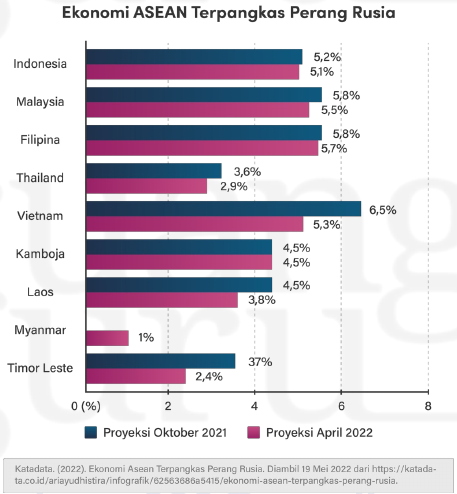 Ekonomi ASEAN Terpangkas Perang Rusia
Indonesia
5,2%
5,1%
Malaysia
5,8%
5,5%
Filipina
5,8%
5,7%
Thailand
3,6%
2,9%
Vietnam
6,5%
5,3%
Kamboja
4,5%
4,5%
Laos
4,5%
3,8%
Myanmar
1%
Timor Leste
37%
2,4%
0 (%) 2 4 6 8
Proyeksi Oktober 2021 Proyeksi April 2022
Katadata. (2022). Ekonomi Asean Terpangkas Perang Rusia. Diambil 19 Mei 2022 dari https://katada-
ta.co.id/ariayudhistira/infografik/62563686a5415/ekonomi-asean-terpangkas-perang-rusia.